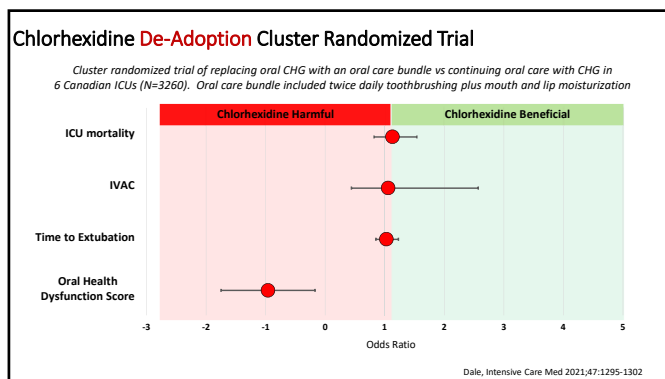 Chlorhexidine De-Adoption Cluster Randomized Trial
Cluster randomized trial of replacing oral CHG with an oral care bundle vs continuing oral care with CHG in
6 Canadian ICUs (N=3260). Oral care bundle included twice daily toothbrushing plus mouth and lip moisturization
Chlorhexidine Harmful
Chlorhexidine Beneficial
ICU mortality
IVAC
Time to Extubation
Oral Health
Dysfunction Score
-3 -2 -1 0 1 2 3 4 5
Odds Ratio
Dale, Intensive Care Med 2021;47:1295-1302